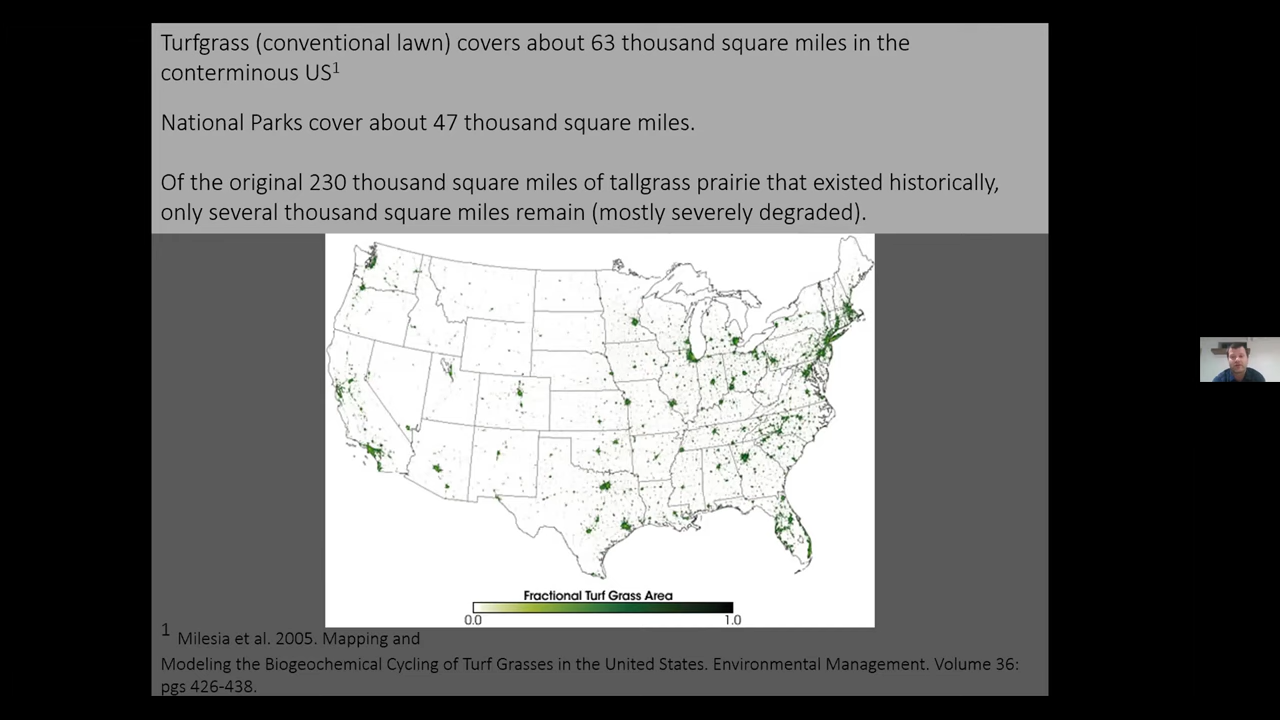 Turfgrass (conventional lawn) covers about 63 thousand square miles in the
conterminous US1
National Parks cover about 47 thousand square miles.
Of the original 230 thousand square miles of tallgrass prairie that existed historically,
only several thousand square miles remain (mostly severely degraded).
Fractional Turf Grass Area
0.0 1.0
1 Milesia et al. 2005. Mapping and
Modeling the Biogeochemical Cycling of Turf Grasses in the United States. Environmental Management. Volume 36:
pgs 426-438.